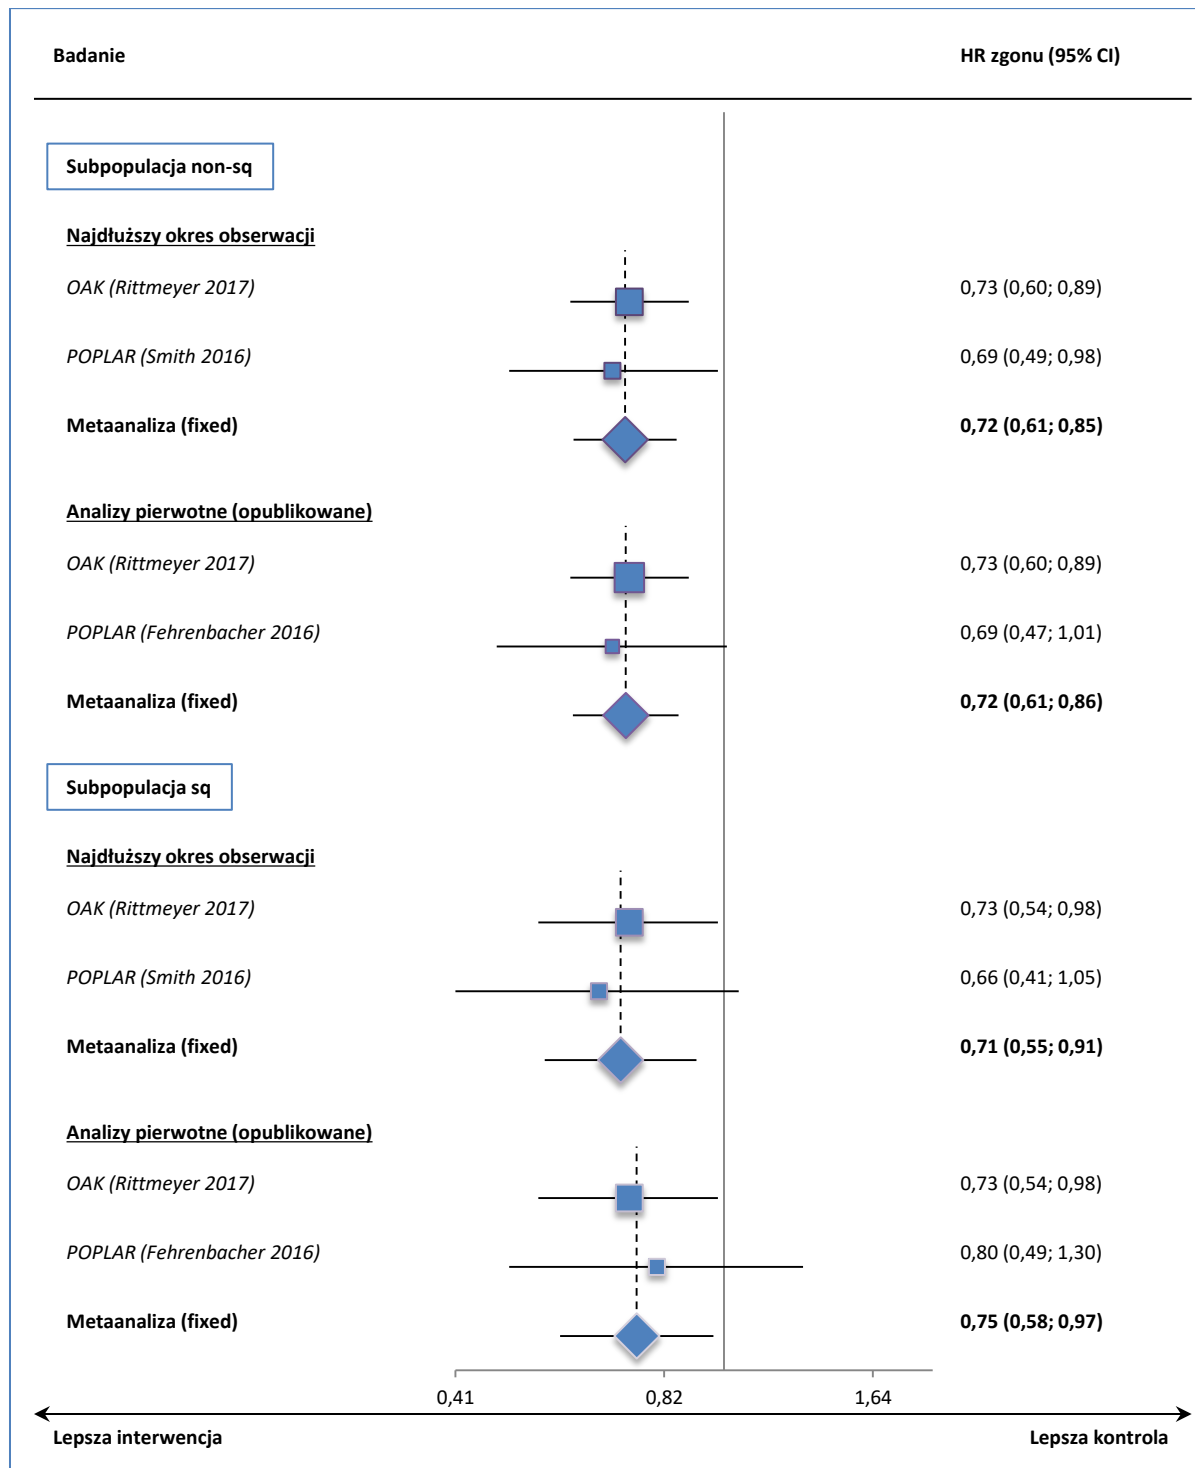 Badanie HR zgonu (95% CI)
Subpopulacja non-sq
Najdłuższy okres obserwacji
OAK (Rittmeyer 2017) 0,73 (0,60; 0,89)
POPLAR (Smith 2016) 0,69 (0,49; 0,98)
Metaanaliza (fixed) 0,72 (0,61; 0,85)
Analizy pierwotne (opublikowane)
OAK (Rittmeyer 2017) 0,73 (0,60; 0,89)
POPLAR (Fehrenbacher 2016) 0,69 (0,47; 1,01)
Metaanaliza (fixed) 0,72 (0,61; 0,86)
Subpopulacja sq
Najdłuższy okres obserwacji
OAK (Rittmeyer 2017) 0,73 (0,54; 0,98)
POPLAR (Smith 2016) 0,66 (0,41; 1,05)
Metaanaliza (fixed) 0,71 (0,55; 0,91)
Analizy pierwotne (opublikowane)
OAK (Rittmeyer 2017) 0,73 (0,54; 0,98)
POPLAR (Fehrenbacher 2016) 0,80 (0,49; 1,30)
Metaanaliza (fixed) 0,75 (0,58; 0,97)
0,41 0,82 1,64
Lepsza interwencja Lepsza kontrola